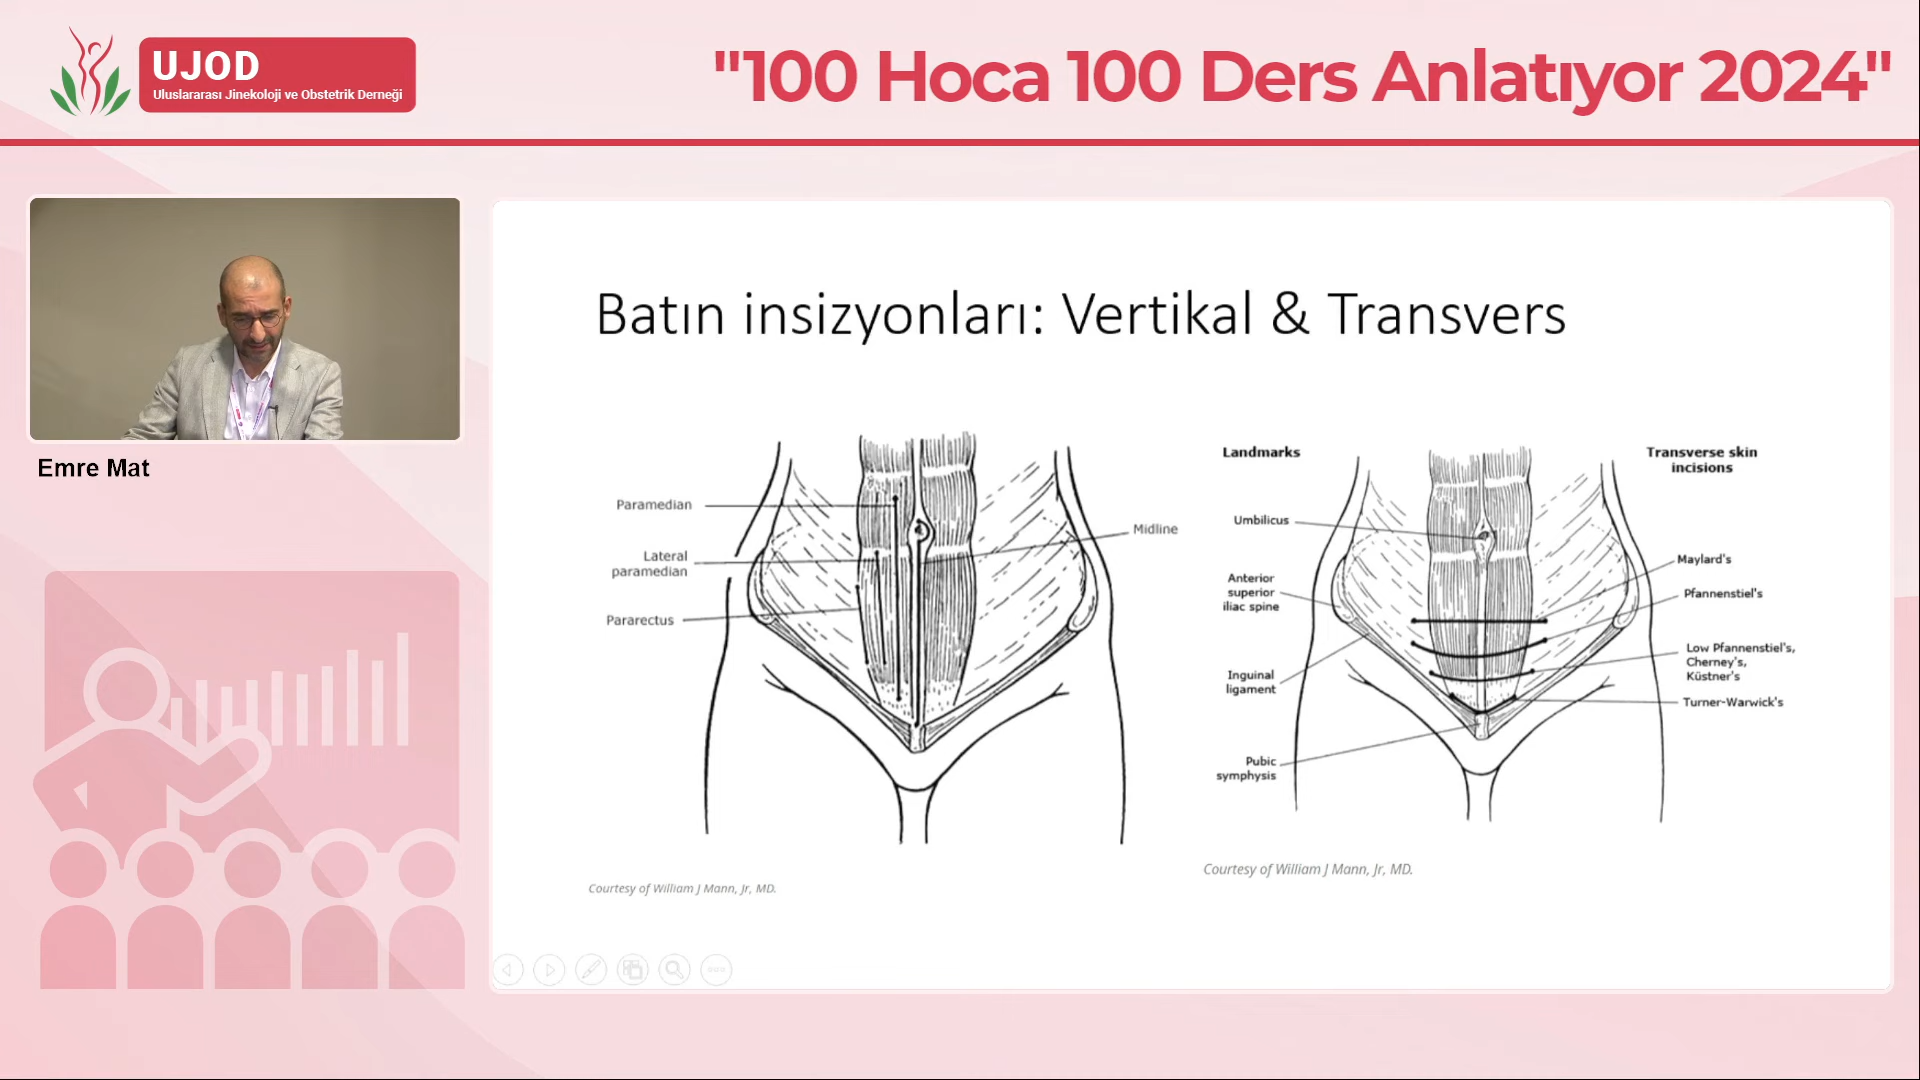 UJOD
Uluslararası Jinekoloji ve Obstetrik Derneği
"100 Hoca 100 Ders Anlatıyor 2024"
Emre Mat
Batın insizyonları: Vertikal & Transvers
Paramedian
Lateral
paramedian
Pararectus
Midline
Courtesy of William J Mann, Jr, MD.
Landmarks
Transverse skin
incisions
Umbilicus
Anterior
superior
iliac spine
Inguinal
ligament
Pubic
symphysis
Maylard's
Pfannenstiel's
Low Pfannenstiel's,
Cherney's,
Küstner's
Turner-Warwick's
Courtesy of William J Mann, Jr, MD.